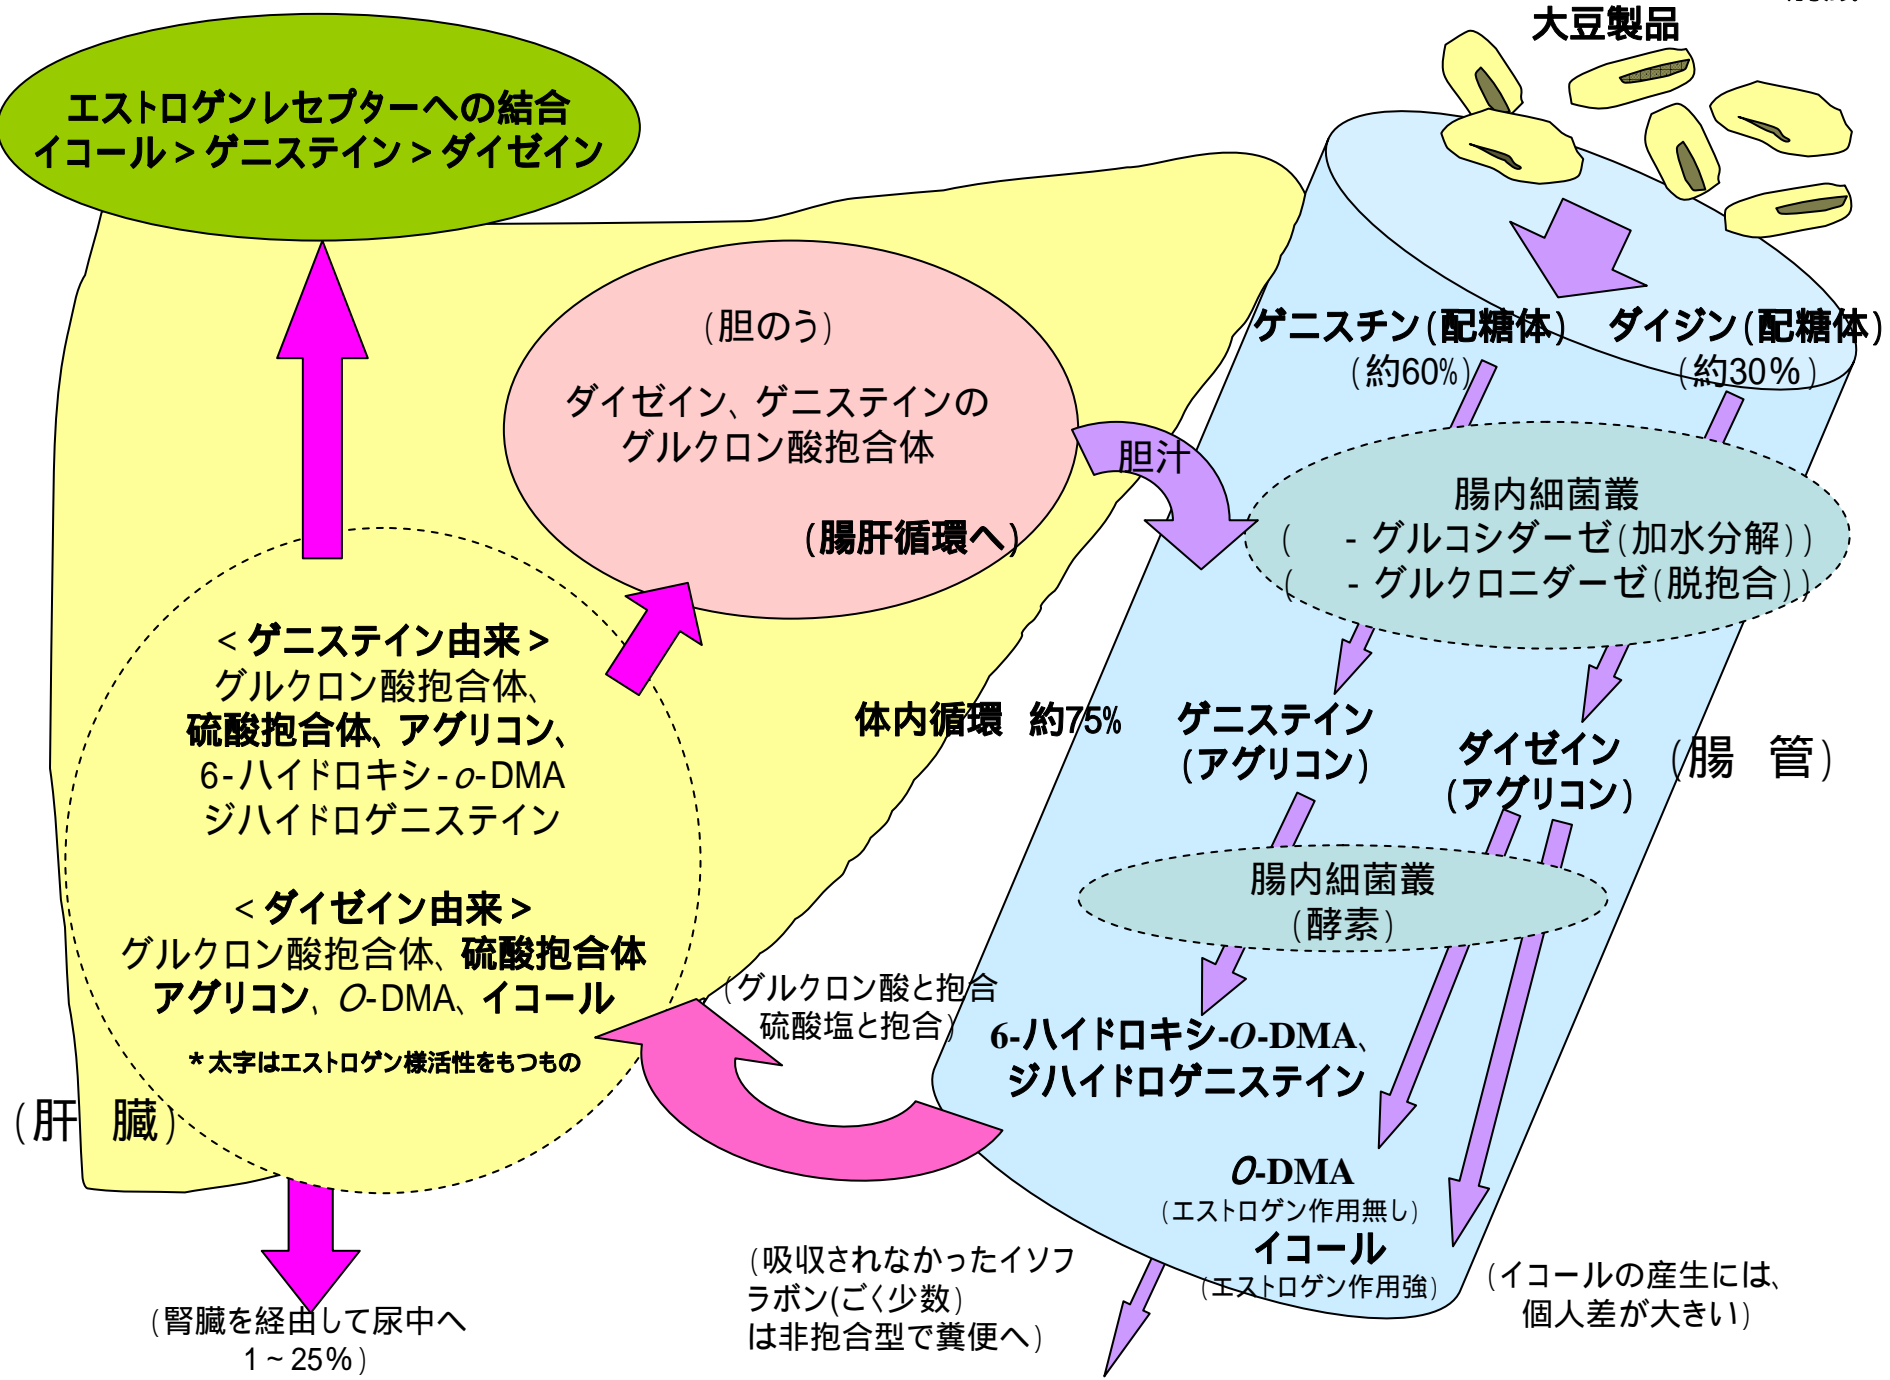 大豆製品
エストロゲンレセプターへの結合
イコール > ゲニステイン > ダイゼイン
(胆のう)
ダイゼイン、ゲニステインの
グルクロン酸抱合体
(腸肝循環へ)
胆汁
ゲニスチン(配糖体)
(約60%)
ダイジン(配糖体)
(約30%)
腸内細菌叢
( - グルコシダーゼ(加水分解))
( - グルクロニダーゼ(脱抱合))
<ゲニステイン由来>
グルクロン酸抱合体、
硫酸抱合体、アグリコン、
6-ハイドロキシ-o-DMA
ジハイドロゲニステイン
<ダイゼイン由来>
グルクロン酸抱合体、硫酸抱合体
アグリコン、O-DMA、イコール
*太字はエストロゲン様活性をもつもの
(肝 臓)
体内循環 約75%
ゲニステイン
(アグリコン)
ダイゼイン
(アグリコン)
(腸 管)
腸内細菌叢
(酵素)
(グルクロン酸と抱合
硫酸塩と抱合)
6-ハイドロキシ-O-DMA、
ジハイドロゲニステイン
O-DMA
(エストロゲン作用無し)
イコール
(エストロゲン作用強)
(イコールの産生には、
個人差が大きい)
(吸収されなかったイソフ
ラボン(ごく少数)
は非抱合型で糞便へ)
(腎臓を経由して尿中へ
1~25%)